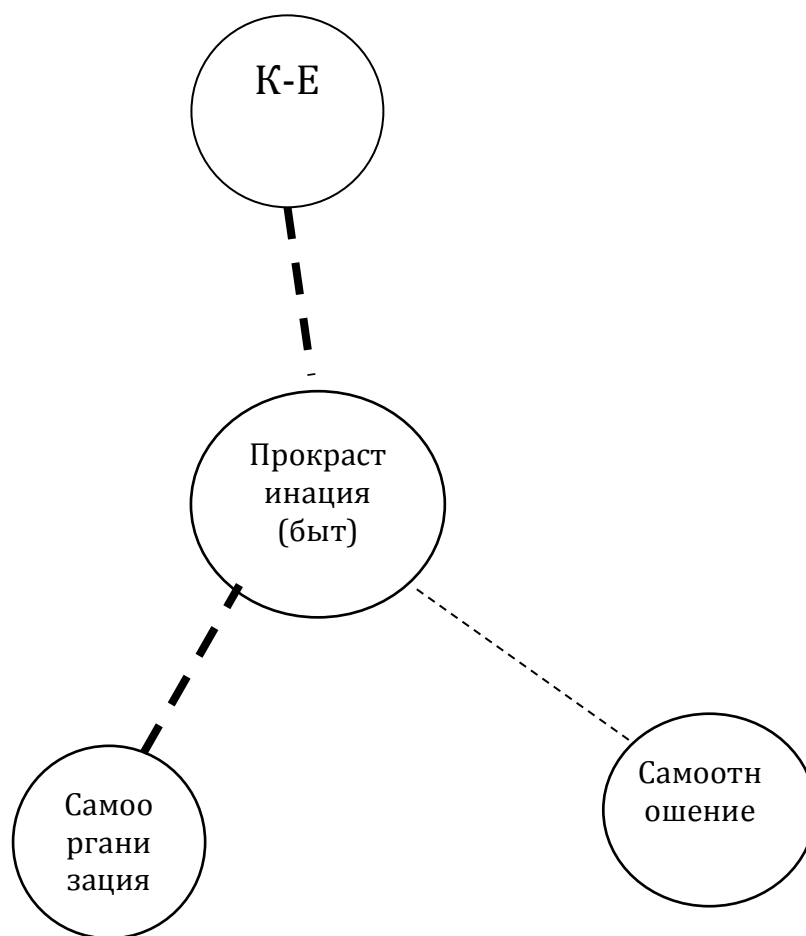 К-Е
Прокраст
инация
(быт)
Самоотн
ошение
Самоо
ргани
зация